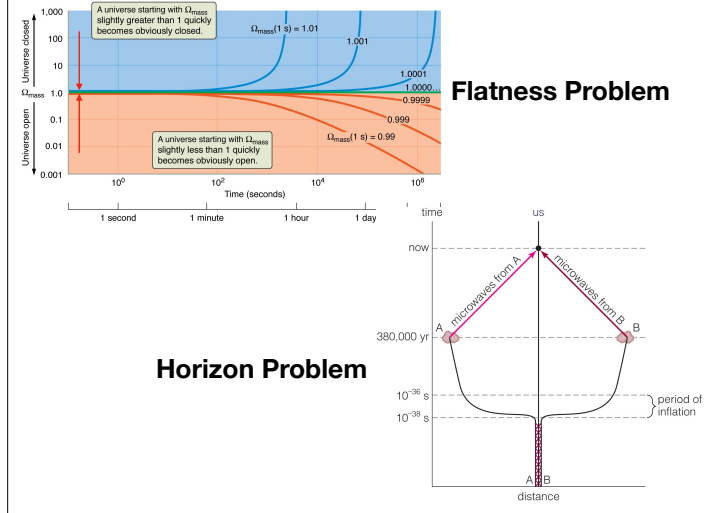 1,000
100
10
1.0
0.1
0.01
0.001
Universe closed
Ωmass
Universe open
A universe starting with Ωmass
slightly greater than 1 quickly
becomes obviously closed.
Ωmass(1 s) = 1.01
1.001
1.0001
1.0000...
0.9999
0.999
Ωmass(1 s) = 0.99
A universe starting with Ωmass
slightly less than 1 quickly
becomes obviously open.
10⁰ 10² 10⁴ 10⁶
Time (seconds)
1 second 1 minute 1 hour 1 day
Flatness Problem
Horizon Problem
time us
now
microwaves from A
microwaves from B
A B
380,000 yr
10⁻³⁶ s
10⁻³⁸ s
period of
inflation
A B
distance